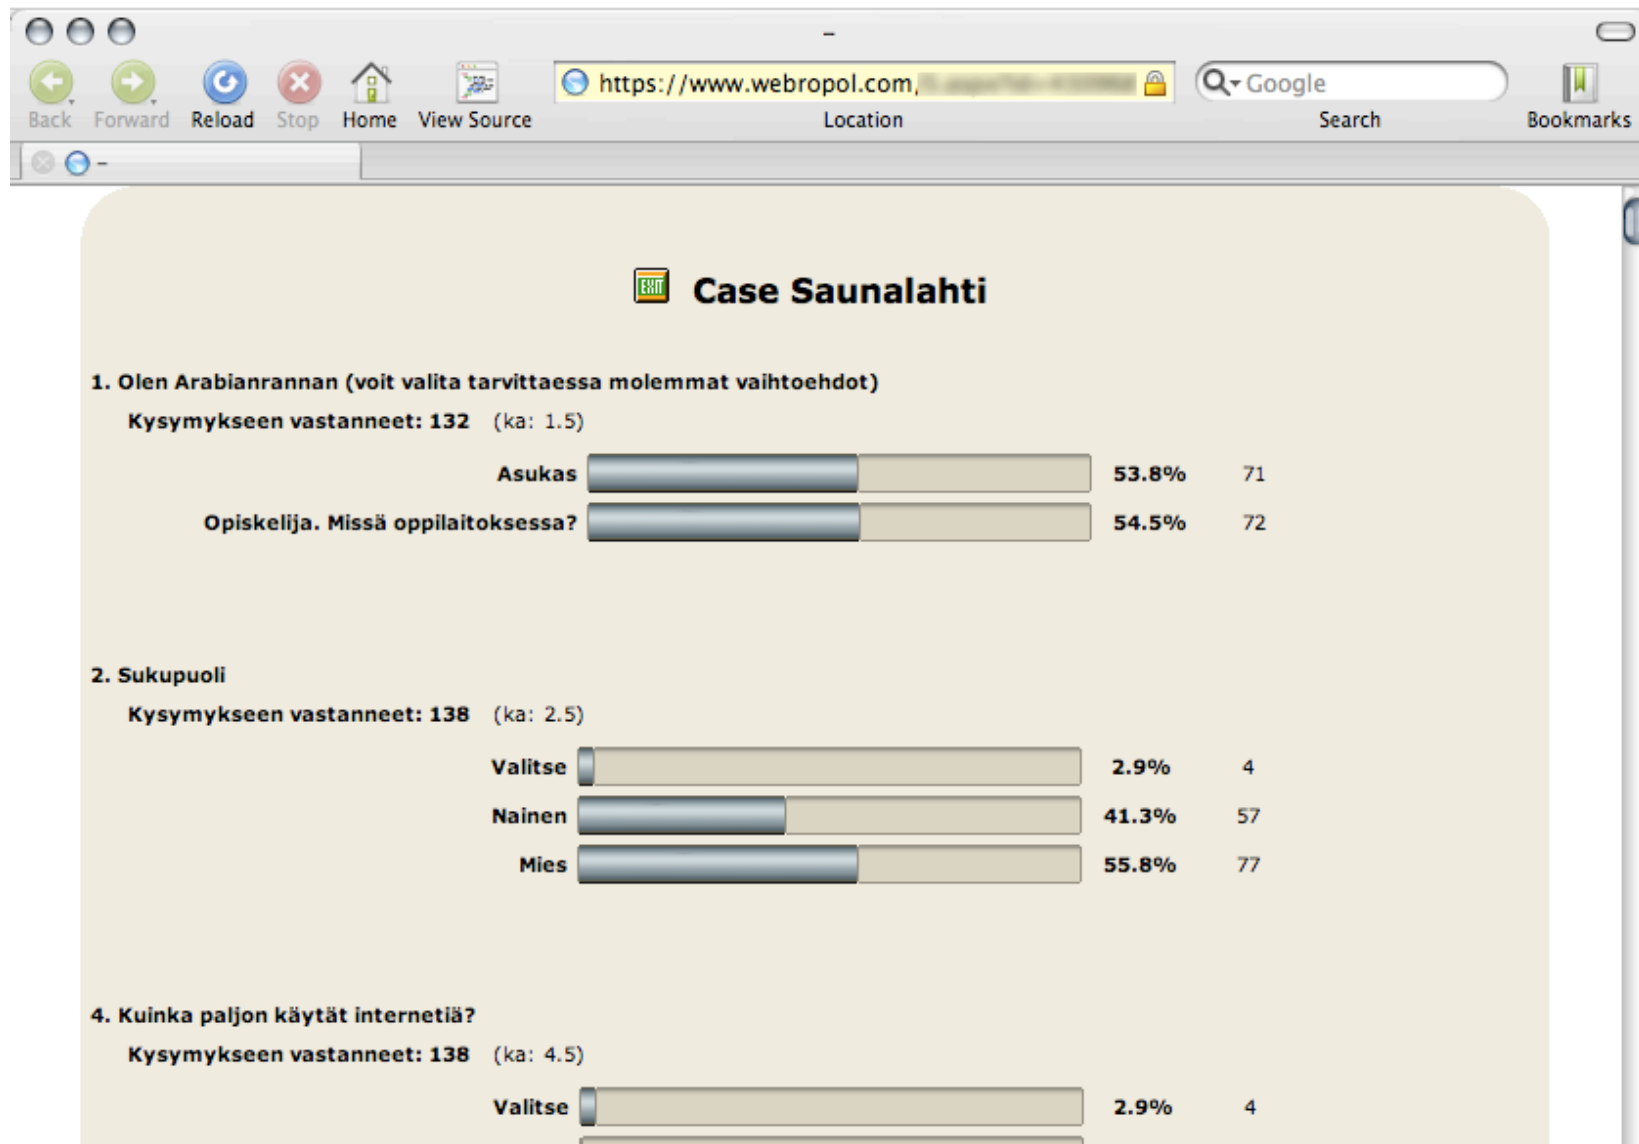 –
Back Forward Reload Stop Home View Source
https://www.webropol.com/
Location
Google
Search
Bookmarks
–
EXIT Case Saunalahti
1. Olen Arabianrannan (voit valita tarvittaessa molemmat vaihtoehdot)
Kysymykseen vastanneet: 132 (ka: 1.5)
Asukas 53.8% 71
Opiskelija. Missä oppilaitoksessa? 54.5% 72
2. Sukupuoli
Kysymykseen vastanneet: 138 (ka: 2.5)
Valitse 2.9% 4
Nainen 41.3% 57
Mies 55.8% 77
4. Kuinka paljon käytät internetiä?
Kysymykseen vastanneet: 138 (ka: 4.5)
Valitse 2.9% 4